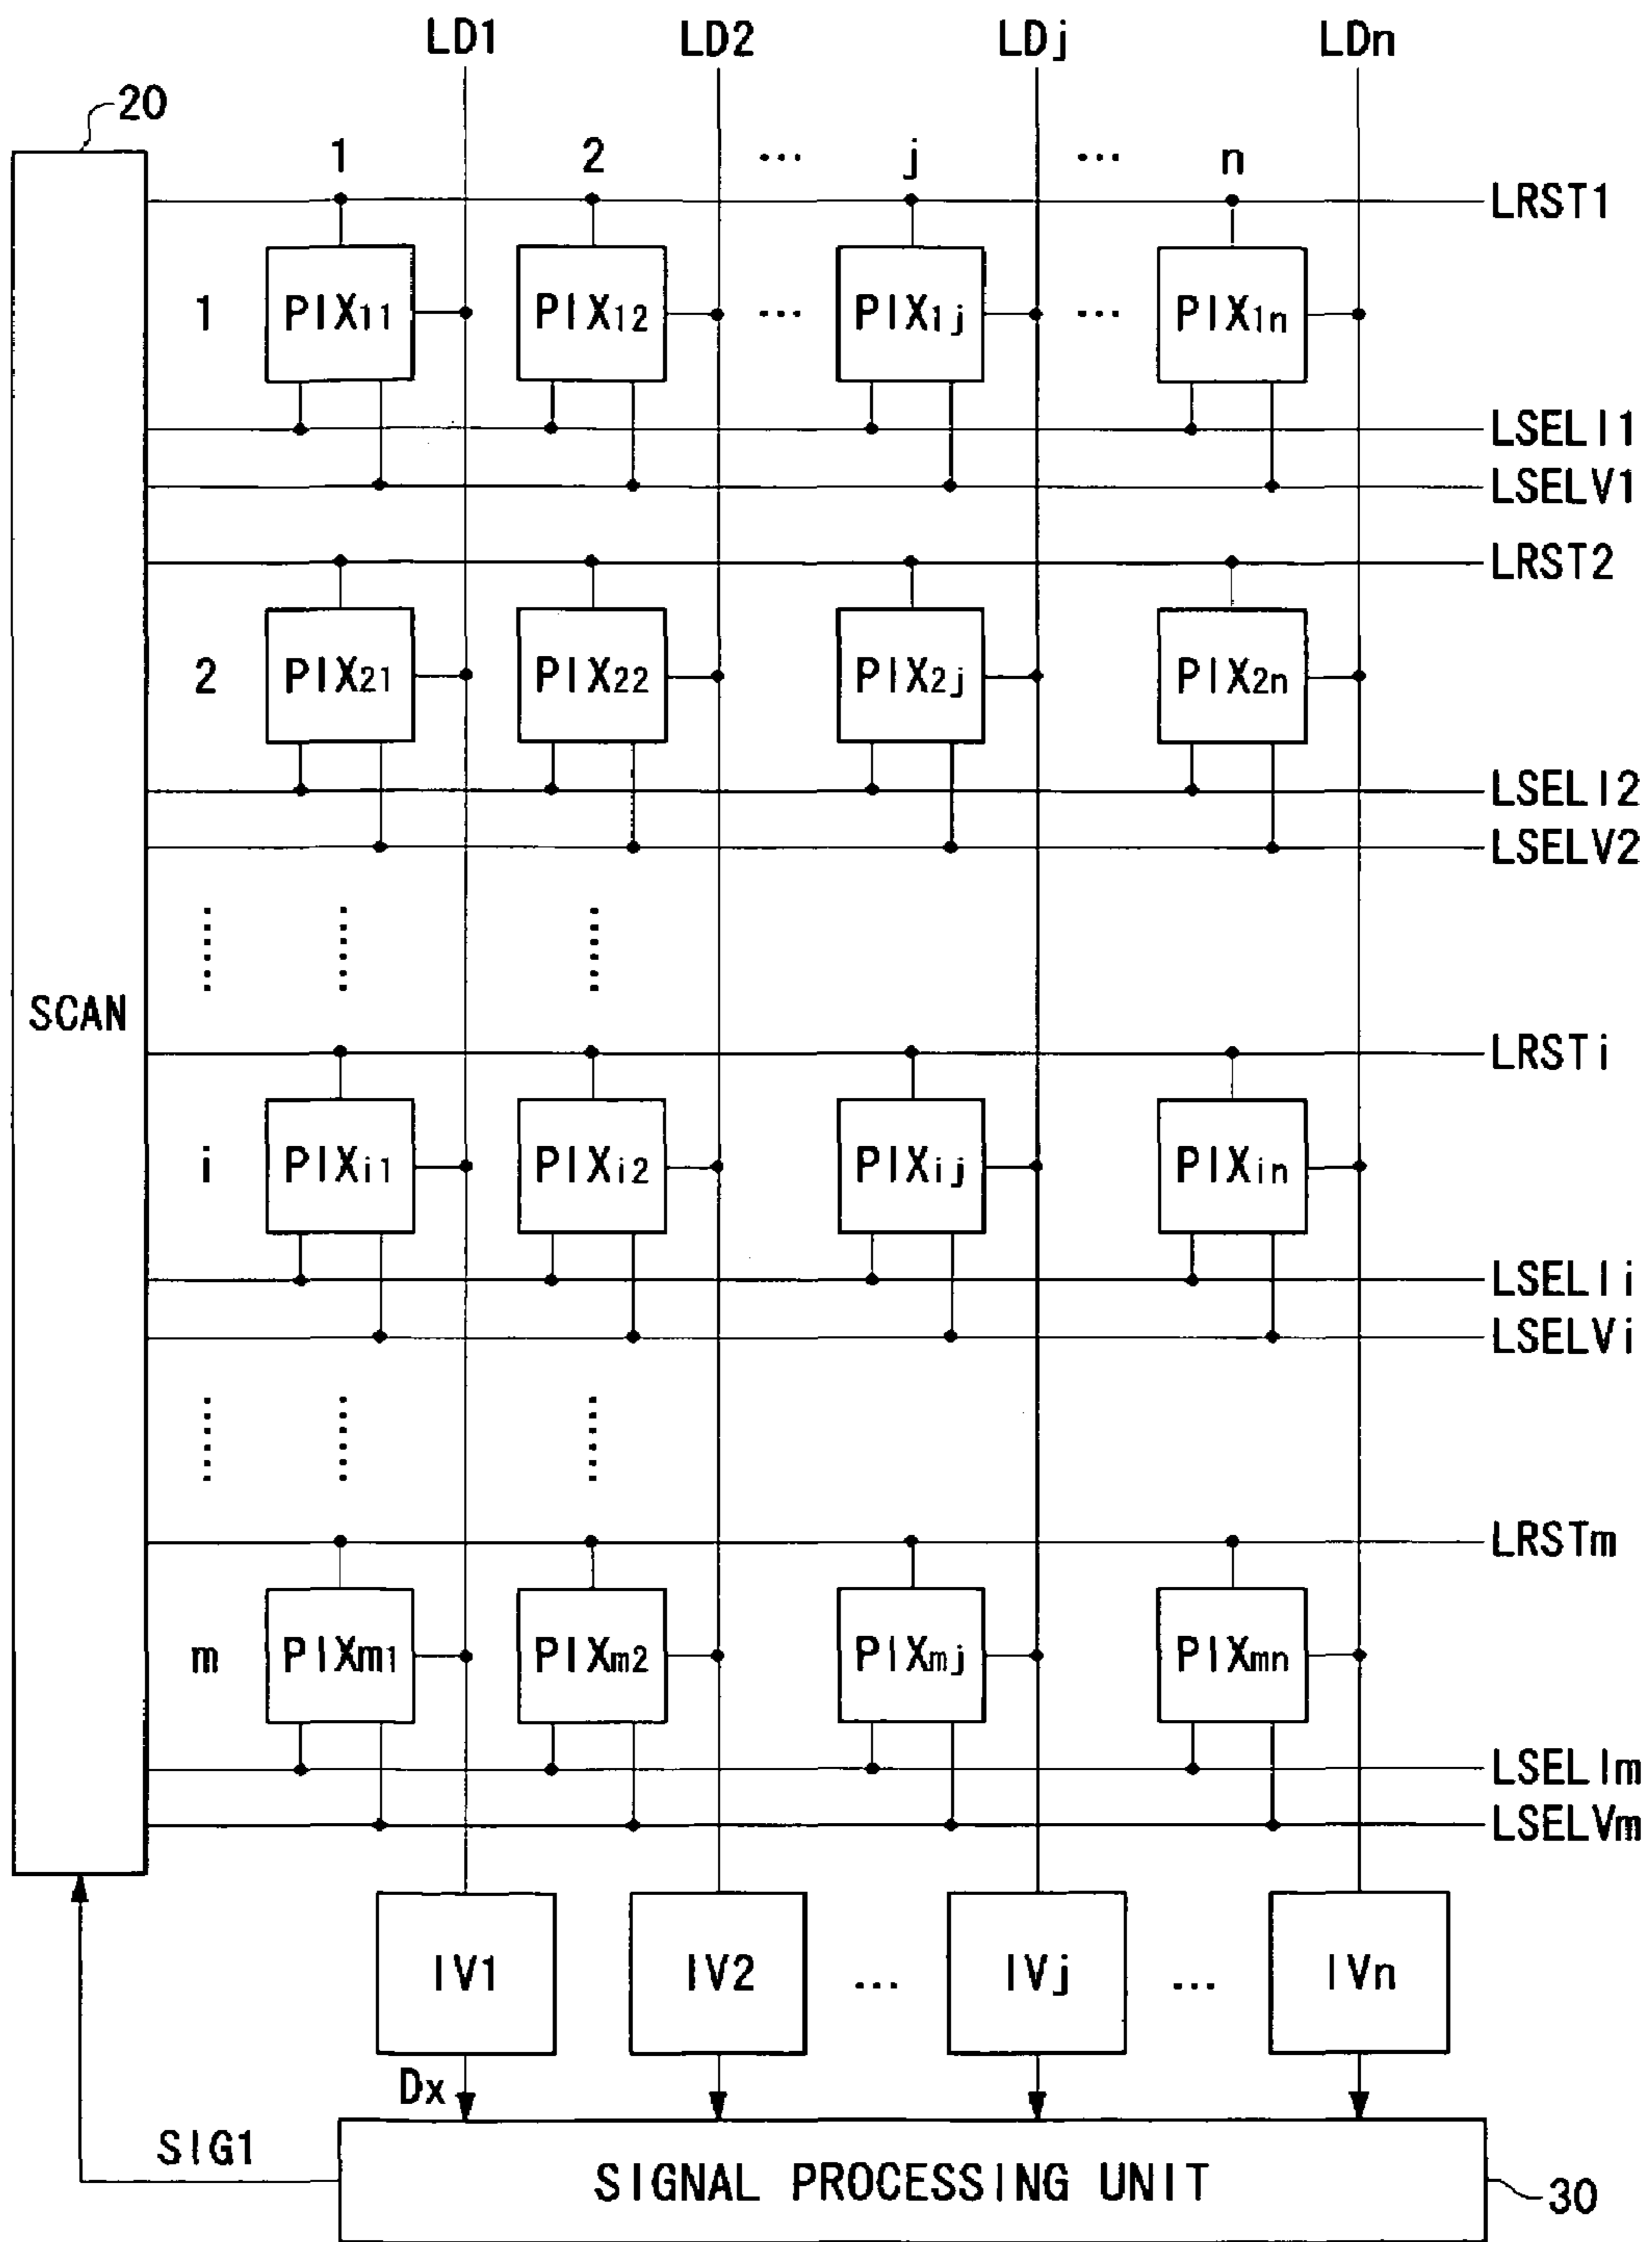 LD1 LD2 LDj LDn
20
1 2 ... j ... n
LRST1
1 PIX11 PIX12 ... PIX1j ... PIX1n
LSELI1
LSELV1
LRST2
2 PIX21 PIX22 PIX2j PIX2n
LSELI2
LSELV2
SCAN
LRSTi
i PIXi1 PIXi2 PIXij PIXin
LSELIi
LSELVi
LRSTm
m PIXm1 PIXm2 PIXmj PIXmn
LSELIm
LSELVm
IV1 IV2 ... IVj ... IVn
Dx
SIG1
SIGNAL PROCESSING UNIT
30